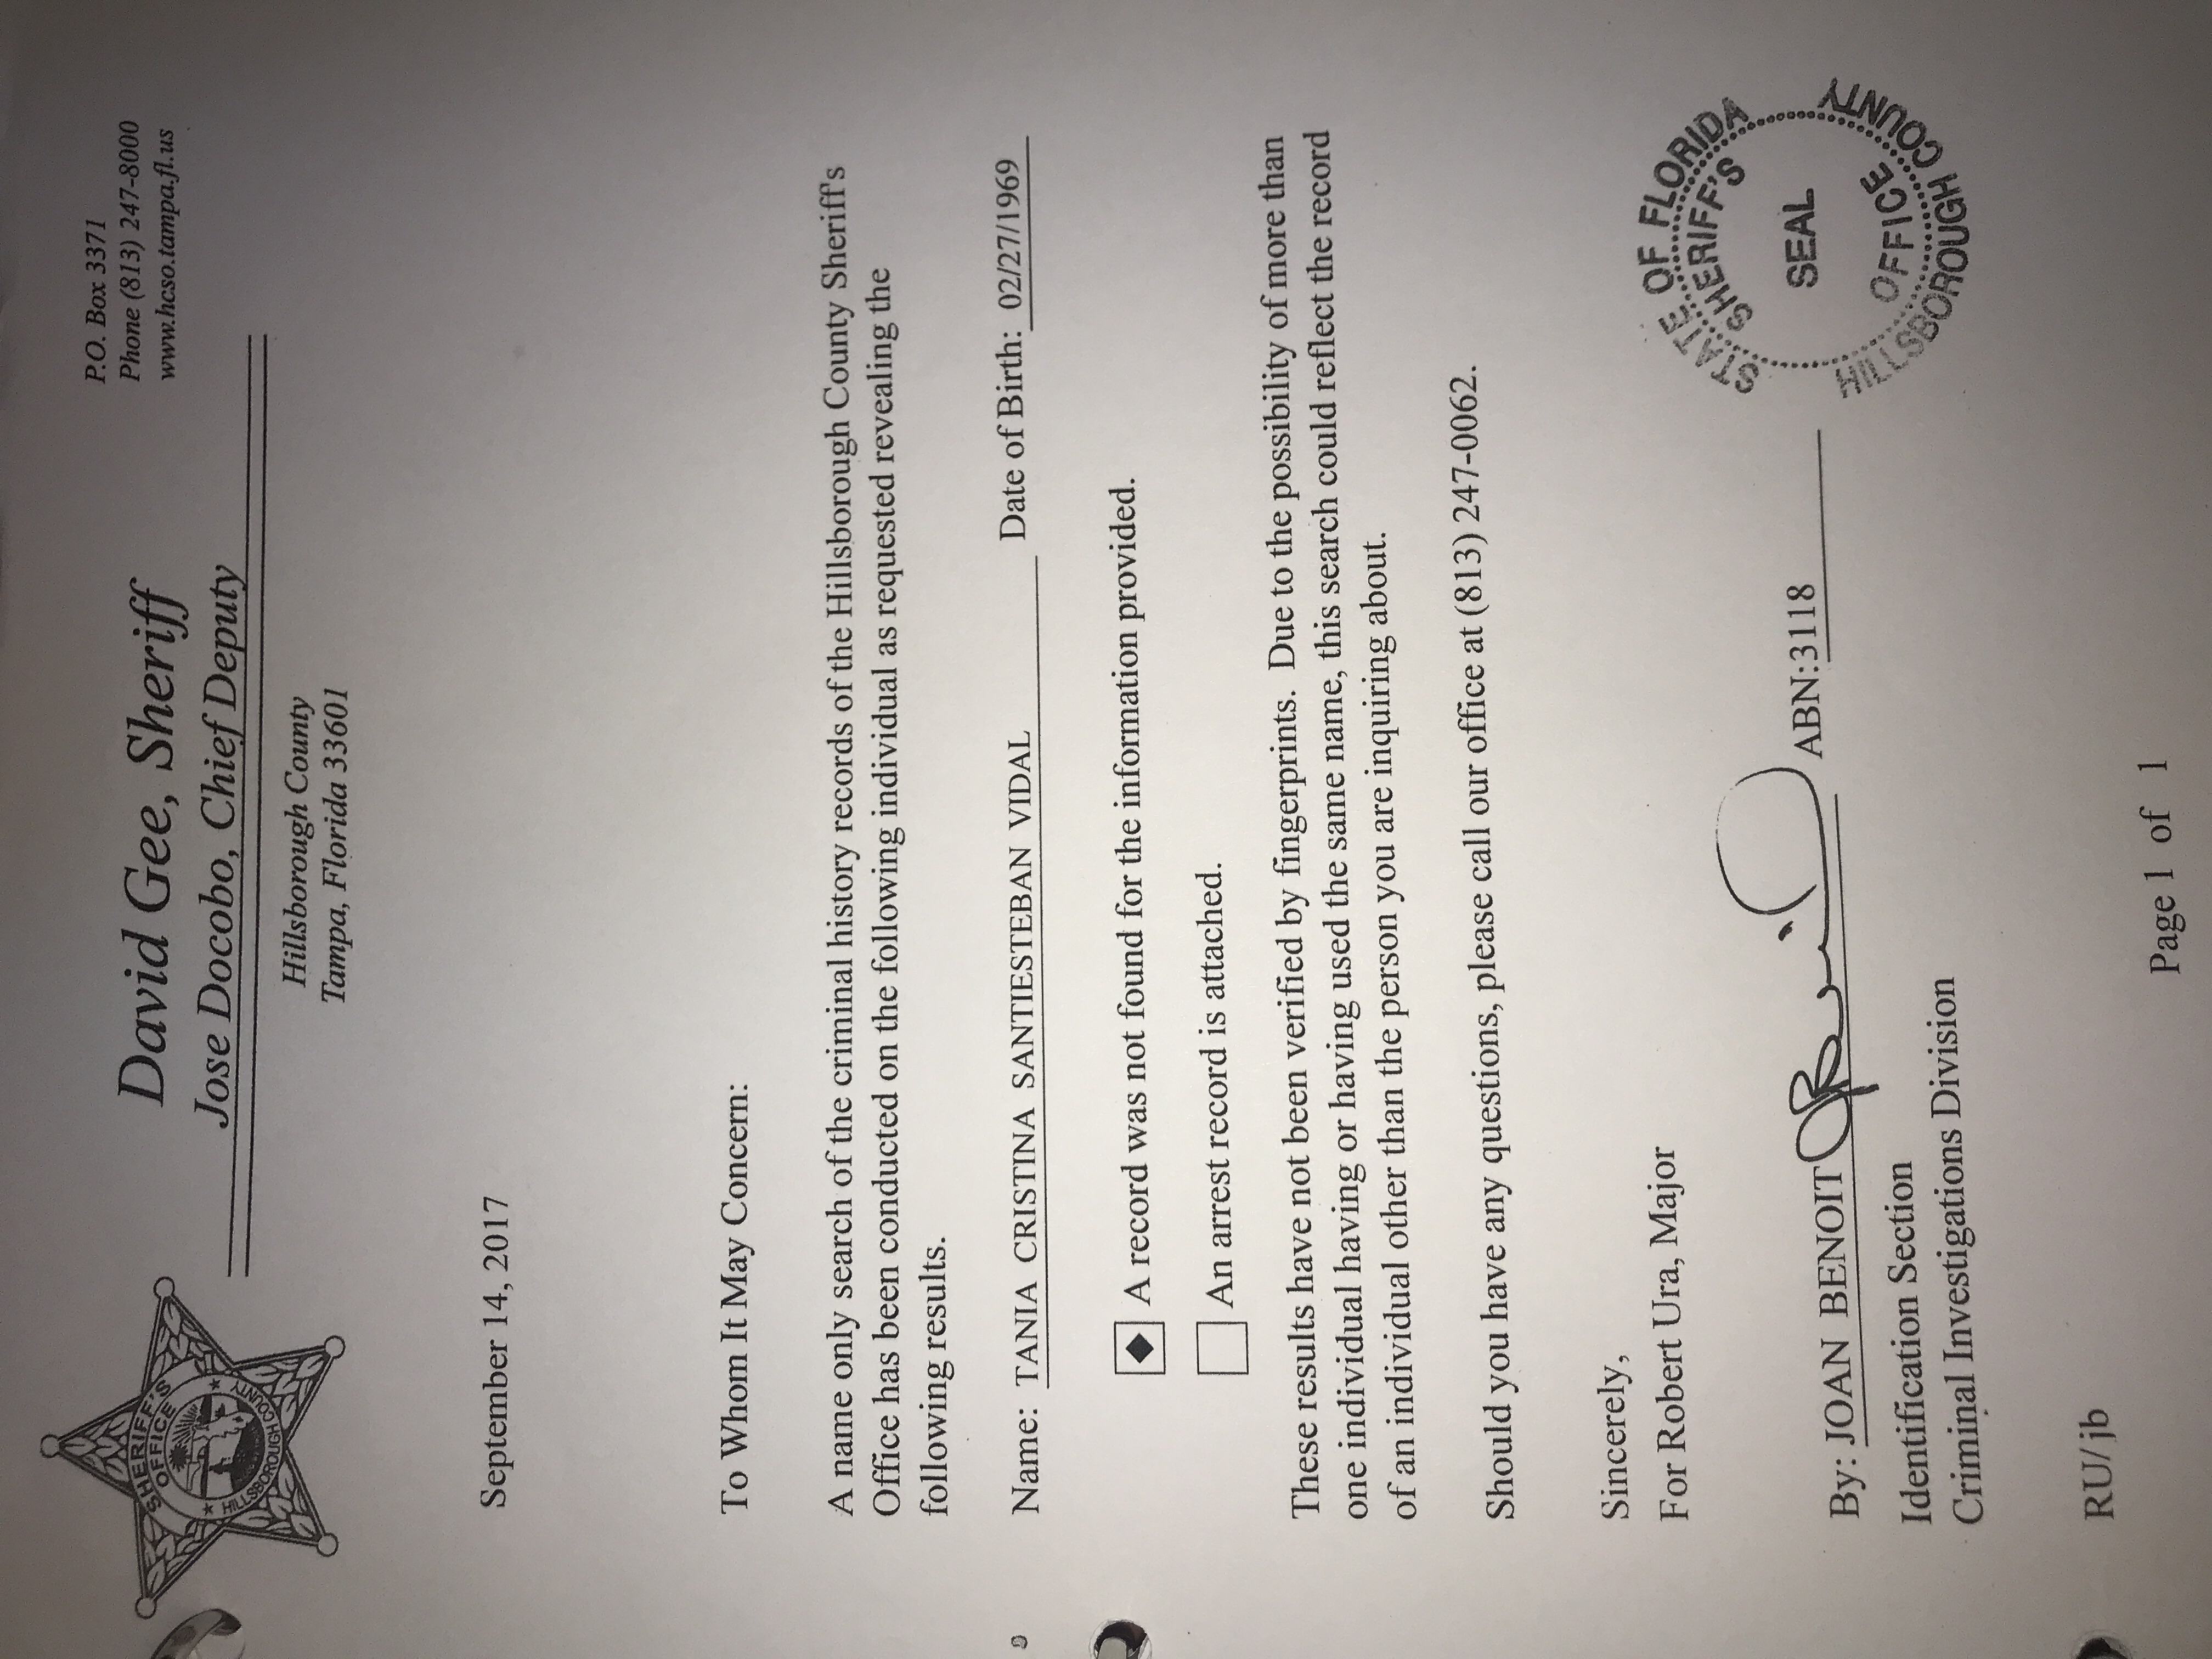 SHERIFF'S
OFFICE
HILLSBOROUGH COUNTY
David Gee, Sheriff
Jose Docobo, Chief Deputy
Hillsborough County
Tampa, Florida 33601
P.O. Box 3371
Phone (813) 247-8000
www.hcso.tampa.fl.us
September 14, 2017
To Whom It May Concern:
A name only search of the criminal history records of the Hillsborough County Sheriff's
Office has been conducted on the following individual as requested revealing the
following results.
Name: TANIA CRISTINA SANTIESTEBAN VIDAL Date of Birth: 02/27/1969
A record was not found for the information provided.
An arrest record is attached.
These results have not been verified by fingerprints. Due to the possibility of more than
one individual having or having used the same name, this search could reflect the record
of an individual other than the person you are inquiring about.
Should you have any questions, please call our office at (813) 247-0062.
Sincerely,
For Robert Ura, Major
By: JOAN BENOIT ABN:3118
Identification Section
Criminal Investigations Division
STATE OF FLORIDA
SHERIFF'S
SEAL
OFFICE
HILLSBOROUGH COUNTY
RU/jb
Page 1 of 1